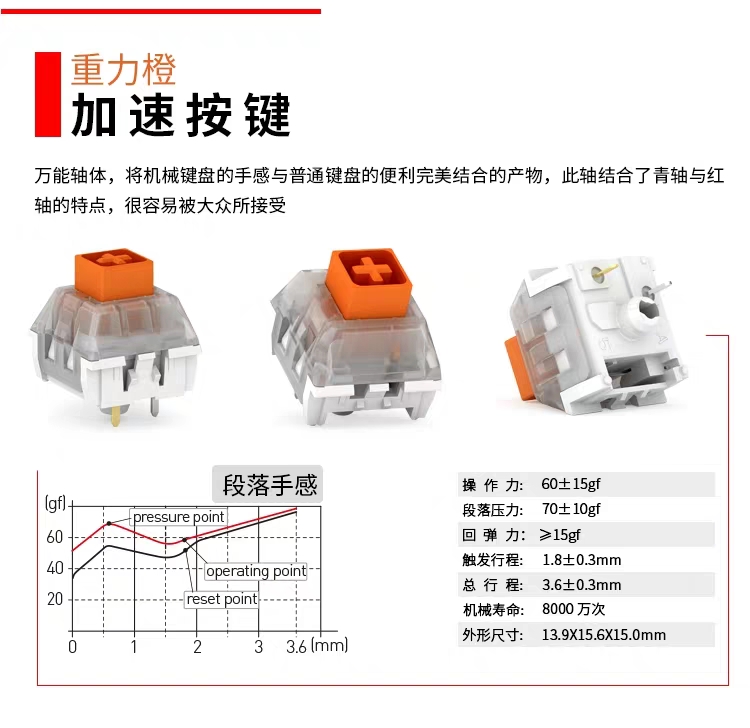 重力橙
加速按键
万能轴体，将机械键盘的手感与普通键盘的便利完美结合的产物，此轴结合了青轴与红
轴的特点，很容易被大众所接受
段落手感
(gf)
60
40
20
pressure point
operating point
reset point
0 1 2 3 3.6 (mm)
操 作 力: 60±15gf
段落压力: 70±10gf
回 弹 力: ≥15gf
触发行程: 1.8±0.3mm
总 行 程: 3.6±0.3mm
机械寿命: 8000 万次
外形尺寸: 13.9X15.6X15.0mm